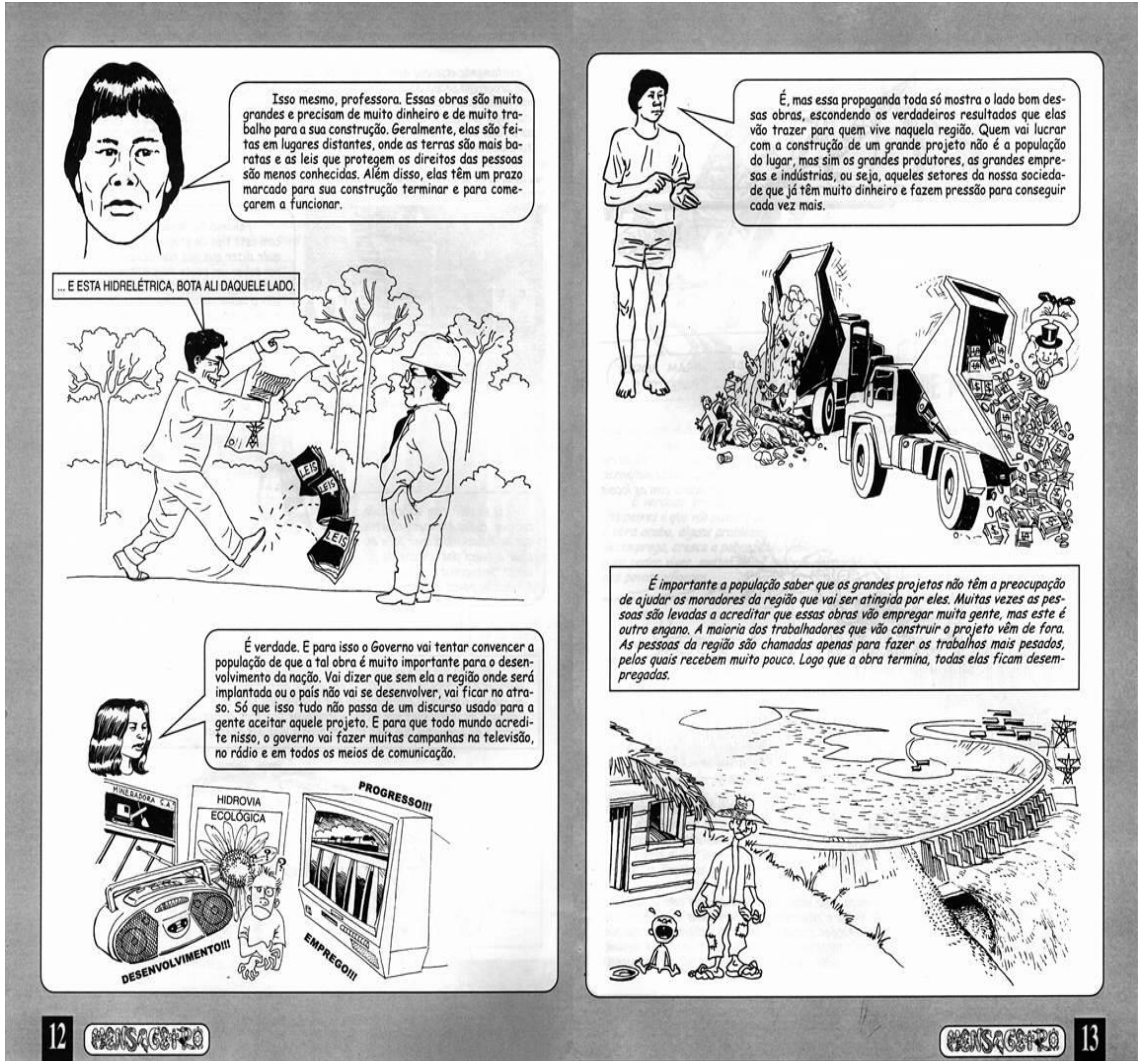 Isso mesmo, professora. Essas obras são muito
grandes e precisam de muito dinheiro e de muito tra-
balho para a sua construção. Geralmente, elas são fei-
tas em lugares distantes, onde as terras são mais ba-
ratas e as leis que protegem os direitos das pessoas
são menos conhecidas. Além disso, elas têm um prazo
marcado para sua construção terminar e para come-
çarem a funcionar.
... E ESTA HIDRELÉTRICA, BOTA ALI DAQUELE LADO.
LEIS
LEIS
LEIS
É verdade. E para isso o Governo vai tentar convencer a
população de que a tal obra é muito importante para o desen-
volvimento da nação. Vai dizer que sem ela a região onde será
implantada ou o país não vai se desenvolver, vai ficar no atra-
so. Só que isso tudo não passa de um discurso usado para a
gente aceitar aquele projeto. E para que todo mundo acredi-
te nisso, o governo vai fazer muitas campanhas na televisão,
no rádio e em todos os meios de comunicação.
MINERADORA S.A.
HIDROVIA
ECOLÓGICA
PROGRESSO!!!
DESENVOLVIMENTO!!!
EMPREGO!!!
12
MENSAGEIRO
É, mas essa propaganda toda só mostra o lado bom des-
sas obras, escondendo os verdadeiros resultados que elas
vão trazer para quem vive naquela região. Quem vai lucrar
com a construção de um grande projeto não é a população
do lugar, mas sim os grandes produtores, as grandes empre-
sas e indústrias, ou seja, aqueles setores da nossa socieda-
de que já têm muito dinheiro e fazem pressão para conseguir
cada vez mais.
É importante a população saber que os grandes projetos não têm a preocupação
de ajudar os moradores da região que vai ser atingida por eles. Muitas vezes as pes-
soas são levadas a acreditar que essas obras vão empregar muita gente, mas este é
outro engano. A maioria dos trabalhadores que vão construir o projeto vêm de fora.
As pessoas da região são chamadas apenas para fazer os trabalhos mais pesados,
pelos quais recebem muito pouco. Logo que a obra termina, todas elas ficam desem-
pregadas.
MENSAGEIRO
13